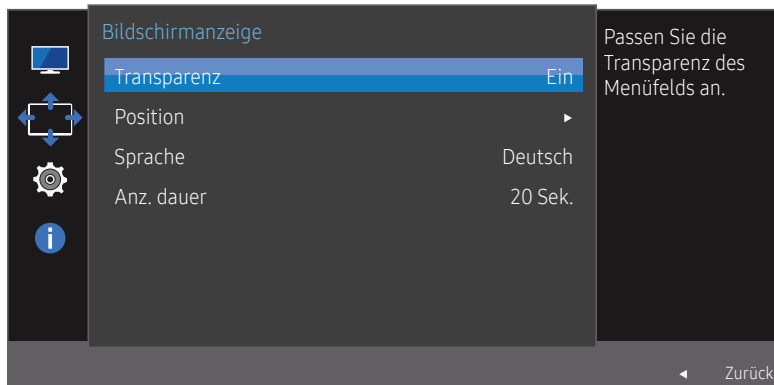 Bildschirmanzeige
Transparenz Ein
Position ▸
Sprache Deutsch
Anz. dauer 20 Sek.
Passen Sie die
Transparenz des
Menüfelds an.
◂ Zurück